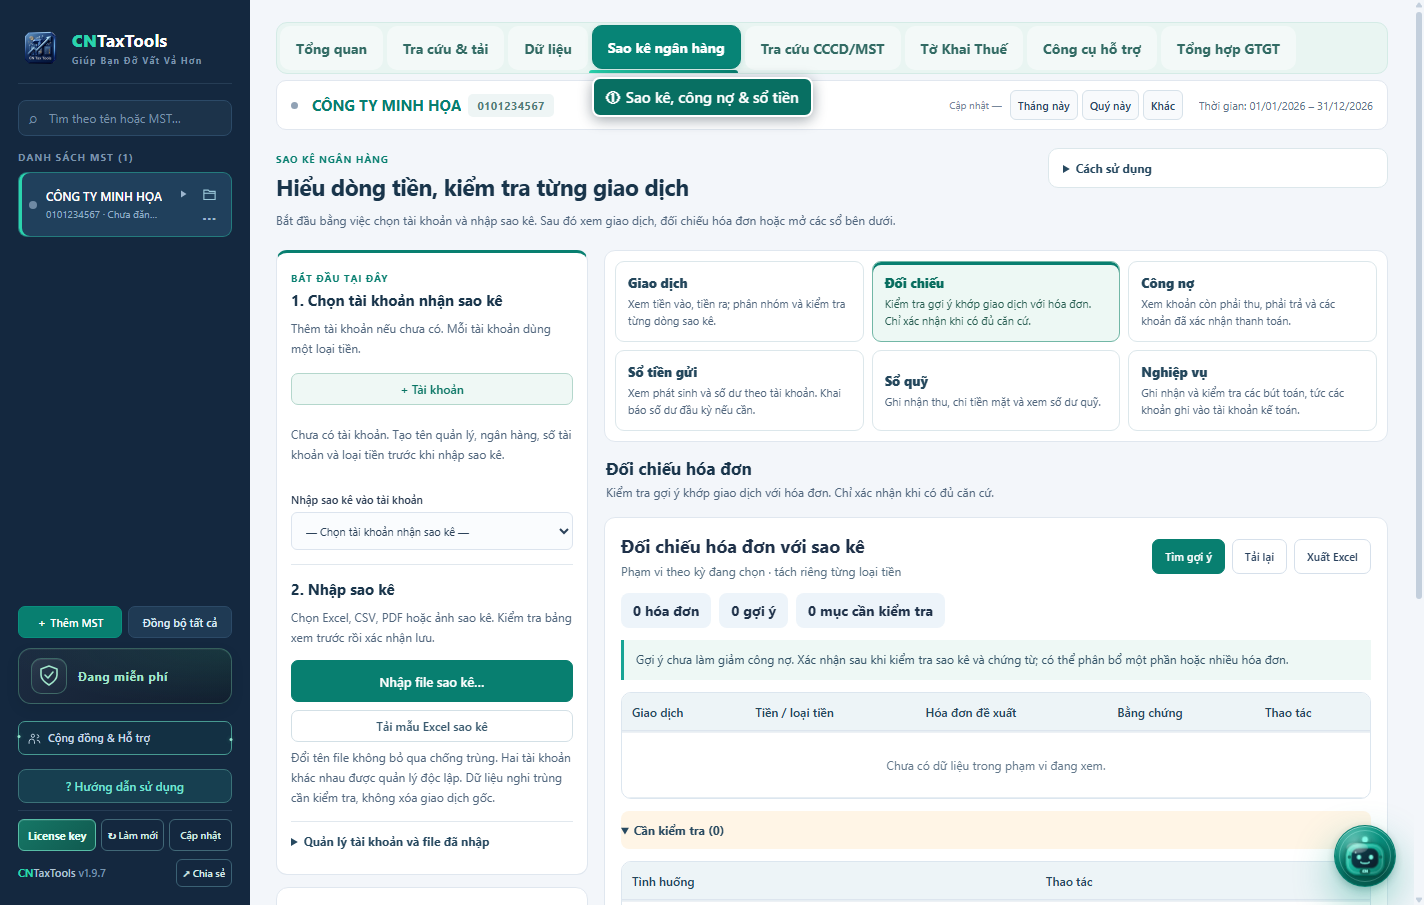 CNTaxTools
Giúp Bạn Đỡ Vất Vả Hơn
Tìm theo tên hoặc MST...
DANH SÁCH MST (1)
CÔNG TY MINH HỌA
0101234567 · Chưa đăn...
+ Thêm MST
Đồng bộ tất cả
Đang miễn phí
Cộng đồng & Hỗ trợ
? Hướng dẫn sử dụng
License key
↻ Làm mới
Cập nhật
CNTaxTools v1.9.7
↗ Chia sẻ
Tổng quan
Tra cứu & tải
Dữ liệu
Sao kê ngân hàng
Tra cứu CCCD/MST
Tờ Khai Thuế
Công cụ hỗ trợ
Tổng hợp GTGT
① Sao kê, công nợ & sổ tiền
CÔNG TY MINH HỌA 0101234567
Cập nhật —
Tháng này
Quý này
Khác
Thời gian: 01/01/2026 – 31/12/2026
SAO KÊ NGÂN HÀNG
Hiểu dòng tiền, kiểm tra từng giao dịch
Bắt đầu bằng việc chọn tài khoản và nhập sao kê. Sau đó xem giao dịch, đối chiếu hóa đơn hoặc mở các sổ bên dưới.
▶ Cách sử dụng
BẮT ĐẦU TẠI ĐÂY
1. Chọn tài khoản nhận sao kê
Thêm tài khoản nếu chưa có. Mỗi tài khoản dùng
một loại tiền.
+ Tài khoản
Chưa có tài khoản. Tạo tên quản lý, ngân hàng, số tài
khoản và loại tiền trước khi nhập sao kê.
Nhập sao kê vào tài khoản
— Chọn tài khoản nhận sao kê —
2. Nhập sao kê
Chọn Excel, CSV, PDF hoặc ảnh sao kê. Kiểm tra bảng
xem trước rồi xác nhận lưu.
Nhập file sao kê...
Tải mẫu Excel sao kê
Đổi tên file không bỏ qua chống trùng. Hai tài khoản
khác nhau được quản lý độc lập. Dữ liệu nghi trùng
cần kiểm tra, không xóa giao dịch gốc.
▶ Quản lý tài khoản và file đã nhập
Giao dịch
Xem tiền vào, tiền ra; phân nhóm và kiểm tra
từng dòng sao kê.
Đối chiếu
Kiểm tra gợi ý khớp giao dịch với hóa đơn.
Chỉ xác nhận khi có đủ căn cứ.
Công nợ
Xem khoản còn phải thu, phải trả và các
khoản đã xác nhận thanh toán.
Sổ tiền gửi
Xem phát sinh và số dư theo tài khoản. Khai
báo số dư đầu kỳ nếu cần.
Sổ quỹ
Ghi nhận thu, chi tiền mặt và xem số dư quỹ.
Nghiệp vụ
Ghi nhận và kiểm tra các bút toán, tức các
khoản ghi vào tài khoản kế toán.
Đối chiếu hóa đơn
Kiểm tra gợi ý khớp giao dịch với hóa đơn. Chỉ xác nhận khi có đủ căn cứ.
Đối chiếu hóa đơn với sao kê
Phạm vi theo kỳ đang chọn · tách riêng từng loại tiền
Tìm gợi ý
Tải lại
Xuất Excel
0 hóa đơn
0 gợi ý
0 mục cần kiểm tra
Gợi ý chưa làm giảm công nợ. Xác nhận sau khi kiểm tra sao kê và chứng từ; có thể phân bổ một phần hoặc nhiều hóa đơn.
Giao dịch
Tiền / loại tiền
Hóa đơn đề xuất
Bằng chứng
Thao tác
Chưa có dữ liệu trong phạm vi đang xem.
▼ Cần kiểm tra (0)
Tình huống
Thao tác